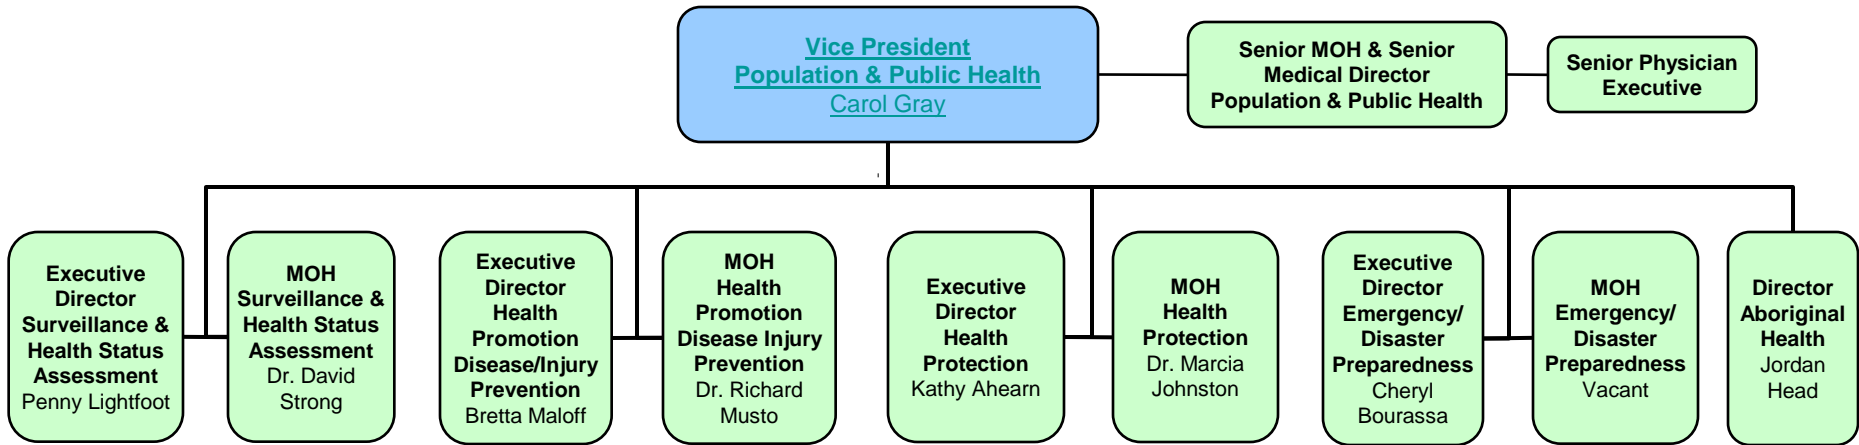 Vice President
Population & Public Health
Carol Gray
Senior MOH & Senior
Medical Director
Population & Public Health
Senior Physician
Executive
Executive
Director
Surveillance &
Health Status
Assessment
Penny Lightfoot
MOH
Surveillance &
Health Status
Assessment
Dr. David
Strong
Executive
Director
Health
Promotion
Disease/Injury
Prevention
Bretta Maloff
MOH
Health
Promotion
Disease Injury
Prevention
Dr. Richard
Musto
Executive
Director
Health
Protection
Kathy Ahearn
MOH
Health
Protection
Dr. Marcia
Johnston
Executive
Director
Emergency/
Disaster
Preparedness
Cheryl
Bourassa
MOH
Emergency/
Disaster
Preparedness
Vacant
Director
Aboriginal
Health
Jordan
Head